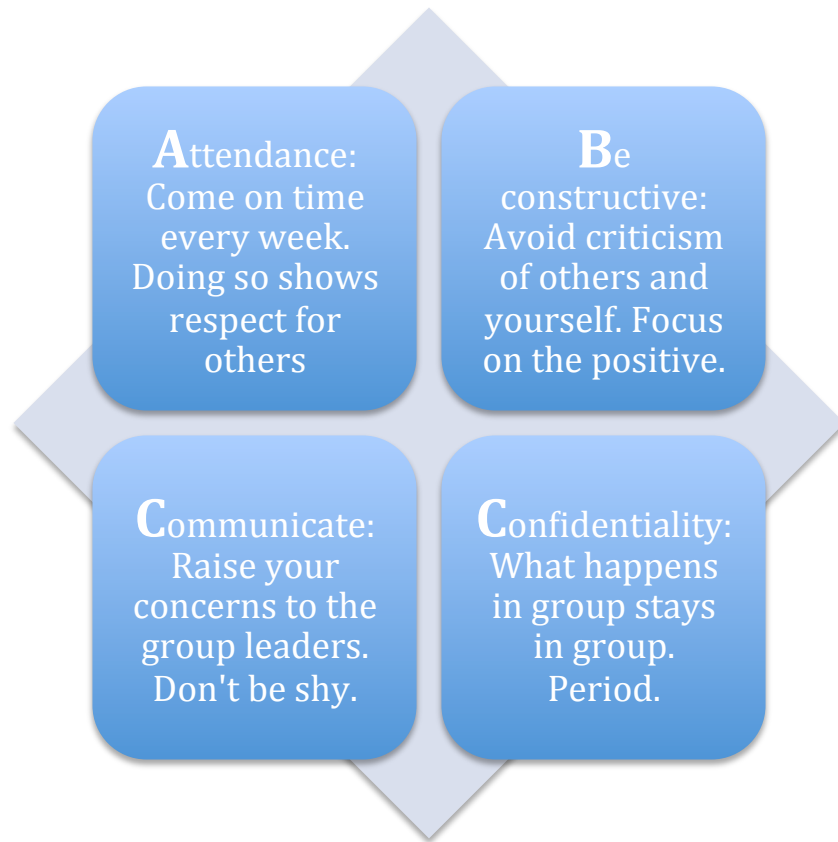 Attendance:
Come on time
every week.
Doing so shows
respect for
others
Be
constructive:
Avoid criticism
of others and
yourself. Focus
on the positive.
Communicate:
Raise your
concerns to the
group leaders.
Don't be shy.
Confidentiality:
What happens
in group stays
in group.
Period.